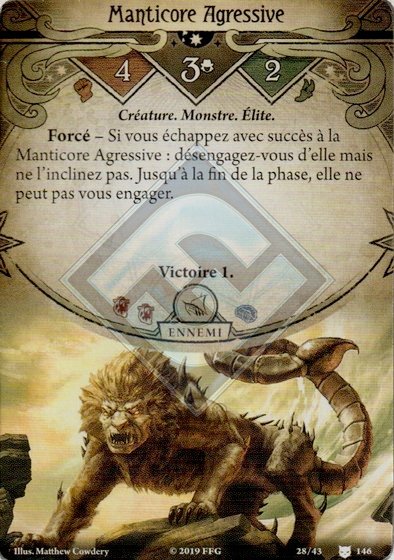 Manticore Agressive
4 3 2
Créature. Monstre. Élite.
Forcé – Si vous échappez avec succès à la
Manticore Agressive : désengagez-vous d'elle mais
ne l'inclinez pas. Jusqu'à la fin de la phase, elle ne
peut pas vous engager.
Victoire 1.
ENNEMI
Illus. Matthew Cowdery © 2019 FFG 28/43 146